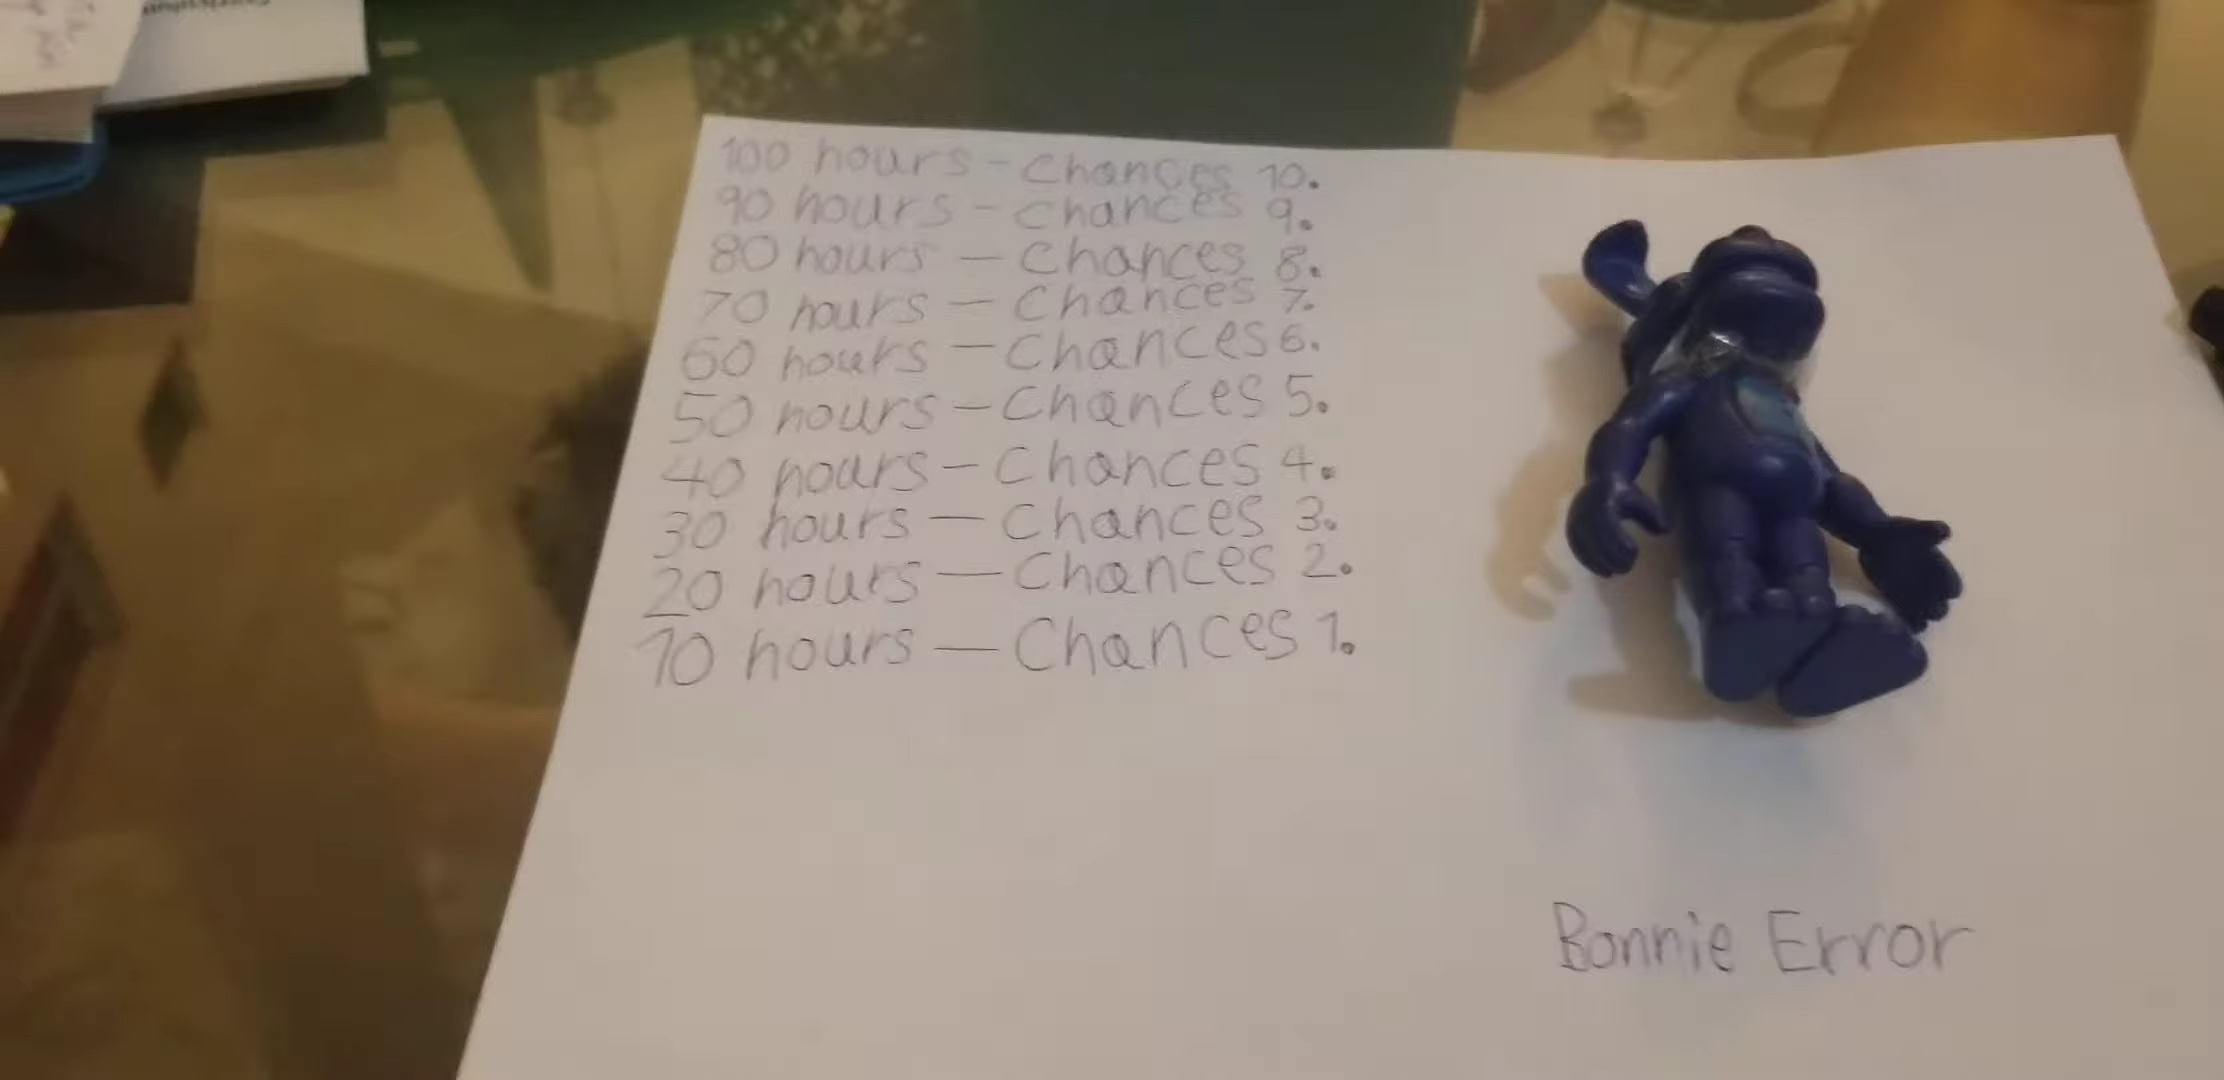 100 hours - Chances 10.
90 hours - Chances 9.
80 hours - Chances 8.
70 hours - Chances 7.
60 hours - Chances 6.
50 hours - Chances 5.
40 hours - Chances 4.
30 hours - Chances 3.
20 hours - Chances 2.
10 hours - Chances 1.
Bonnie Error